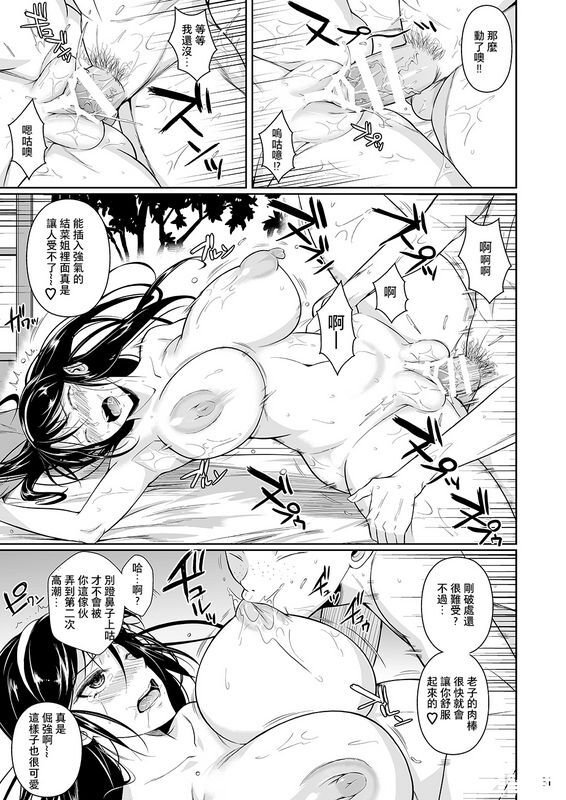 那麼
動了噢!!
等等
我還沒…
嗚咕噫!?
嗯咕噢
啊啊啊
啊
啊ー
能插入強氣的
結菜姐裡面真是
讓人受不了~~♡
剛破處還
很難受?
不過…
老子的肉棒
很快就會
讓你舒服
起來的♡
哈…啊?
別蹬鼻子上咕
才不會被
你這傢伙
弄到第二次
高潮…
真是
倔強啊~
這樣子也很可愛